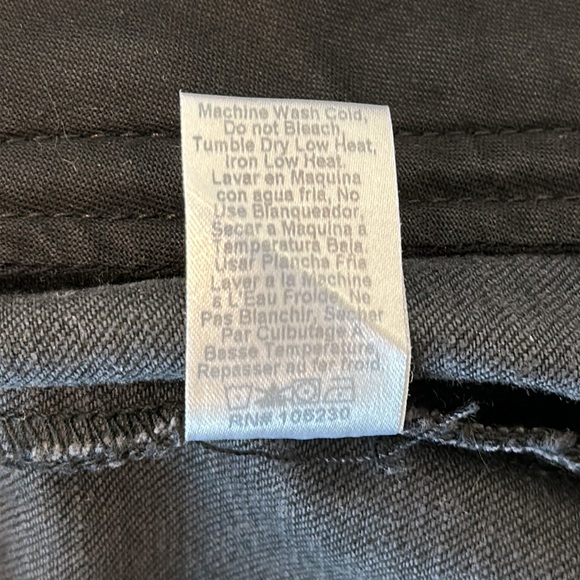 Machine Wash Cold,
Do not Bleach,
Tumble Dry Low Heat,
Iron Low Heat.
Lavar en Maquina
con agua fria, No
Use Blanqueador,
Secar a Maquina a
Temperatura Baja,
Usar Plancha Fria
Laver a la Machine
a L'Eau Froide, Ne
Pas Blanchir, Sécher
Par Culbutage A
Basse Temperature,
Repasser au fer froid.
RN# 106230